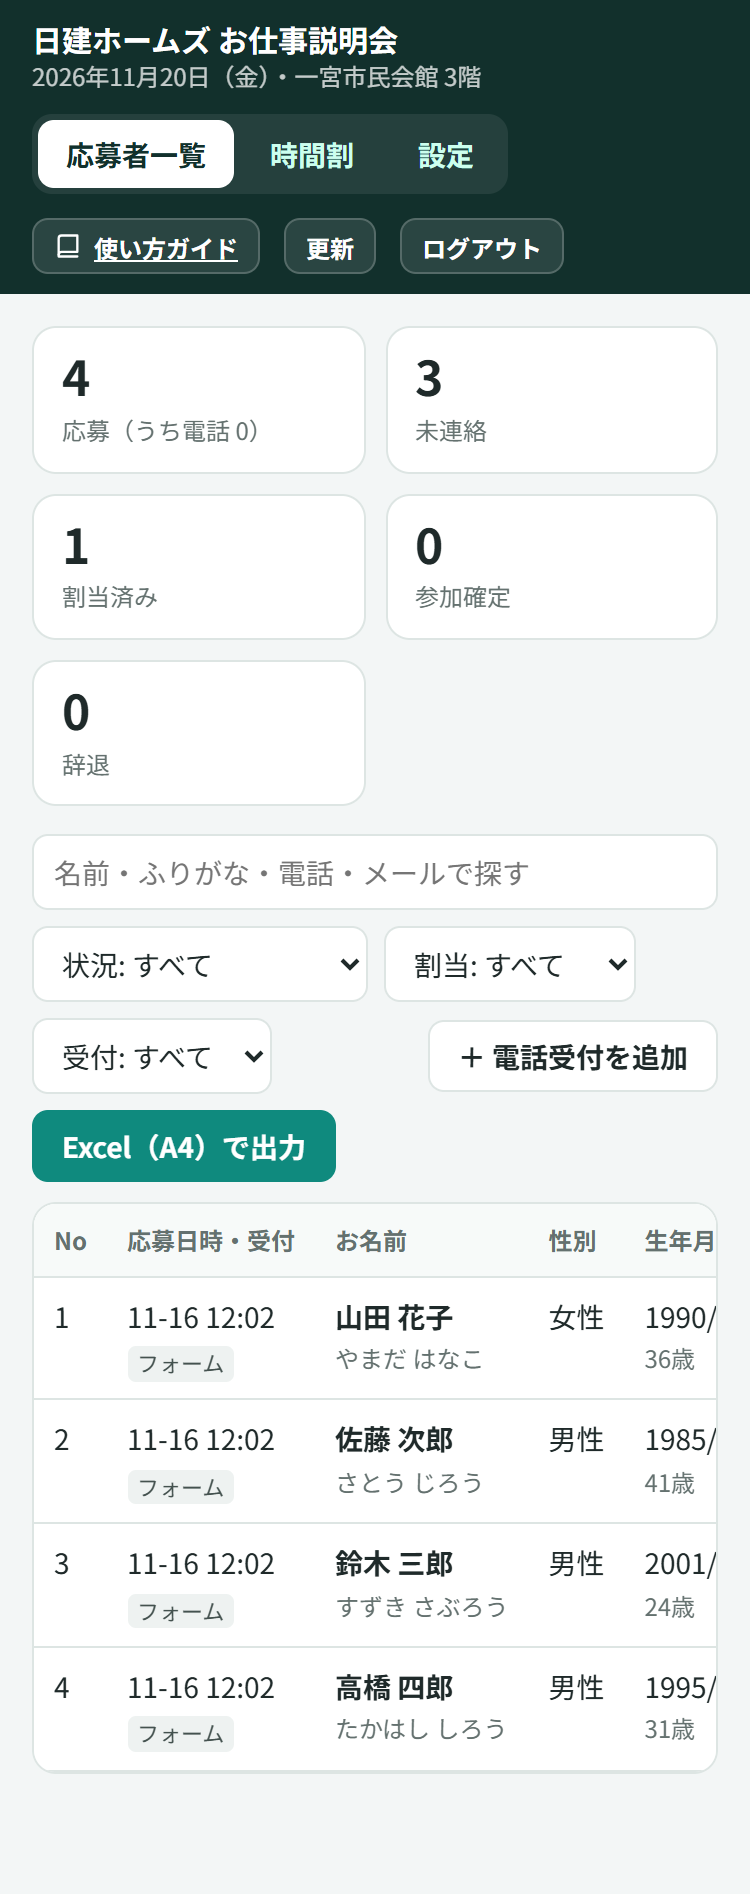 日建ホームズ お仕事説明会
2026年11月20日（金）・一宮市民会館 3階
応募者一覧 時間割 設定
使い方ガイド 更新 ログアウト
4
応募（うち電話 0）
3
未連絡
1
割当済み
0
参加確定
0
辞退
名前・ふりがな・電話・メールで探す
状況: すべて 割当: すべて
受付: すべて ＋ 電話受付を追加
Excel（A4）で出力
No 応募日時・受付 お名前 性別 生年月
1 11-16 12:02 山田 花子 女性 1990/
フォーム やまだ はなこ 36歳
2 11-16 12:02 佐藤 次郎 男性 1985/
フォーム さとう じろう 41歳
3 11-16 12:02 鈴木 三郎 男性 2001/
フォーム すずき さぶろう 24歳
4 11-16 12:02 高橋 四郎 男性 1995/
フォーム たかはし しろう 31歳